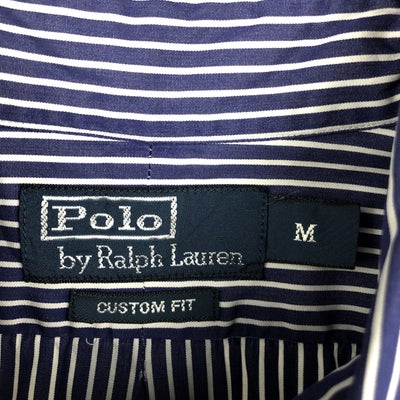 Polo
by Ralph Lauren
M
CUSTOM FIT